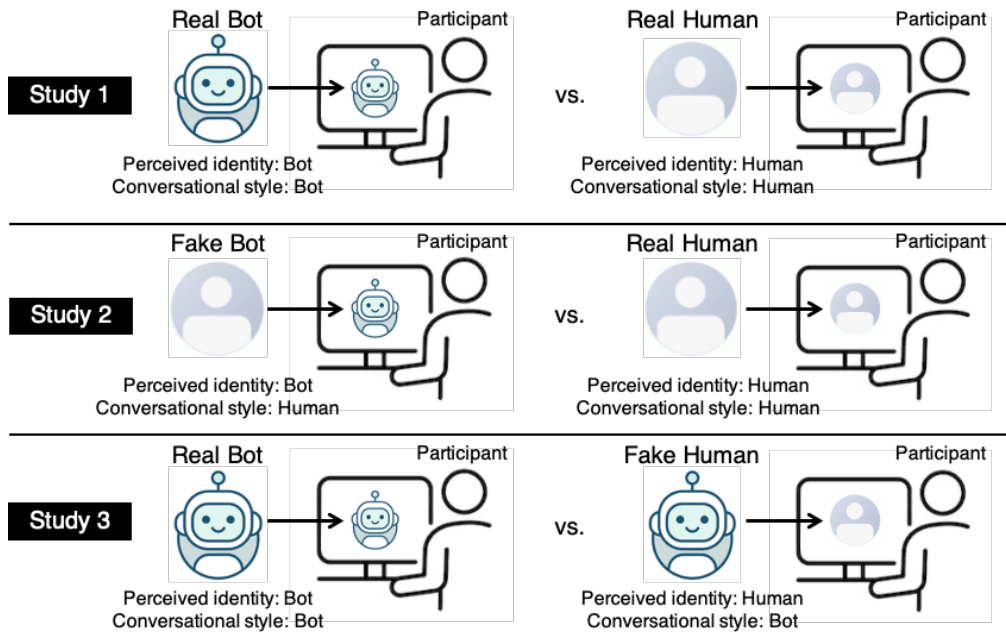 Real Bot
Participant
Real Human
Participant
Study 1
vs.
Perceived identity: Bot
Conversational style: Bot
Perceived identity: Human
Conversational style: Human
Fake Bot
Participant
Real Human
Participant
Study 2
vs.
Perceived identity: Bot
Conversational style: Human
Perceived identity: Human
Conversational style: Human
Real Bot
Participant
Fake Human
Participant
Study 3
vs.
Perceived identity: Bot
Conversational style: Bot
Perceived identity: Human
Conversational style: Bot